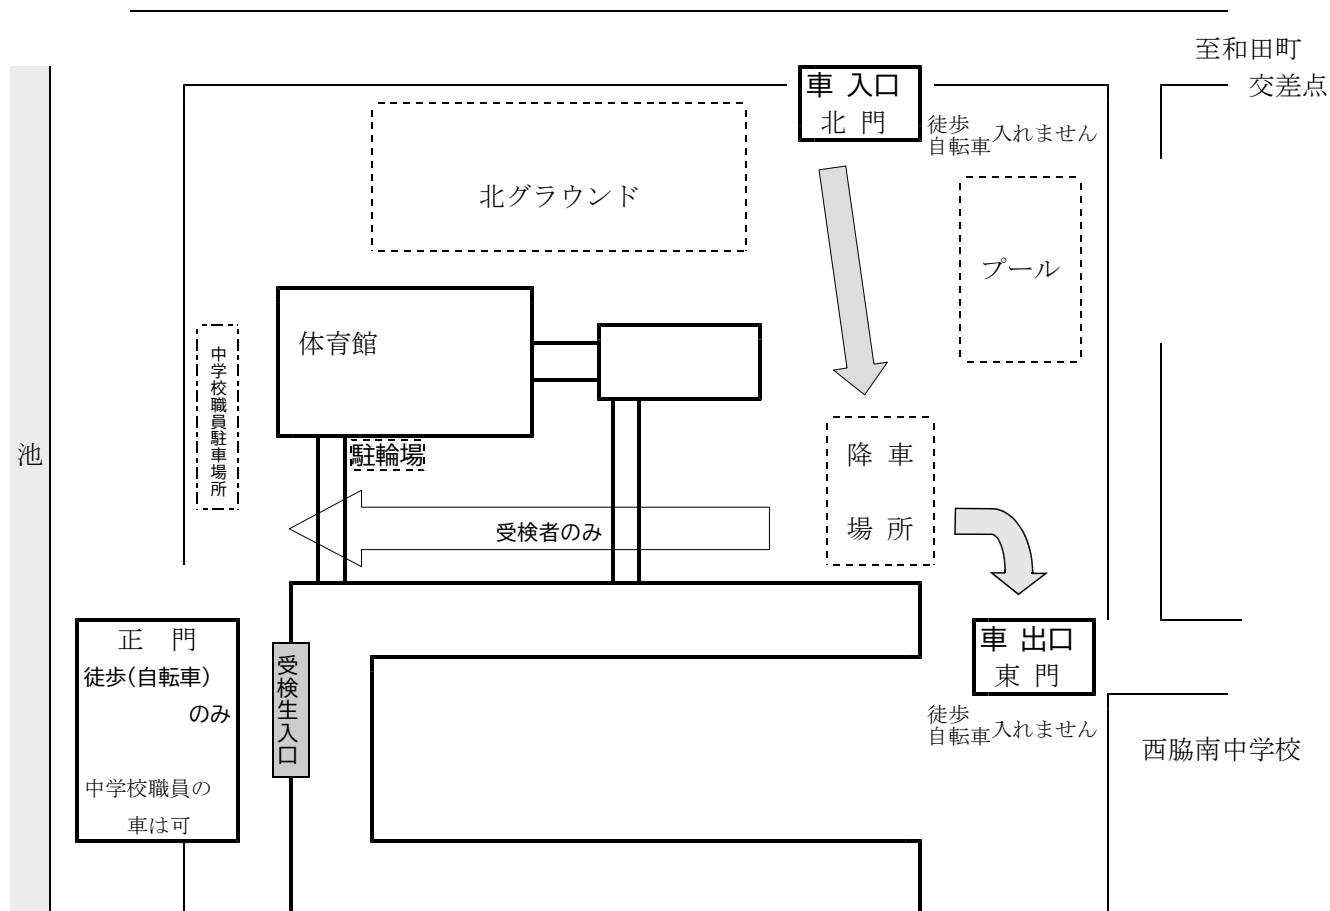 至和田町
交差点
車 入口
北 門
徒歩
自転車 入れません
北グラウンド
プール
体育館
中学校職員駐車場所
池
駐輪場
降 車
場 所
受検者のみ
正 門
徒歩(自転車)
のみ
中学校職員の
車は可
受検生入口
車 出口
東 門
徒歩
自転車 入れません
西脇南中学校